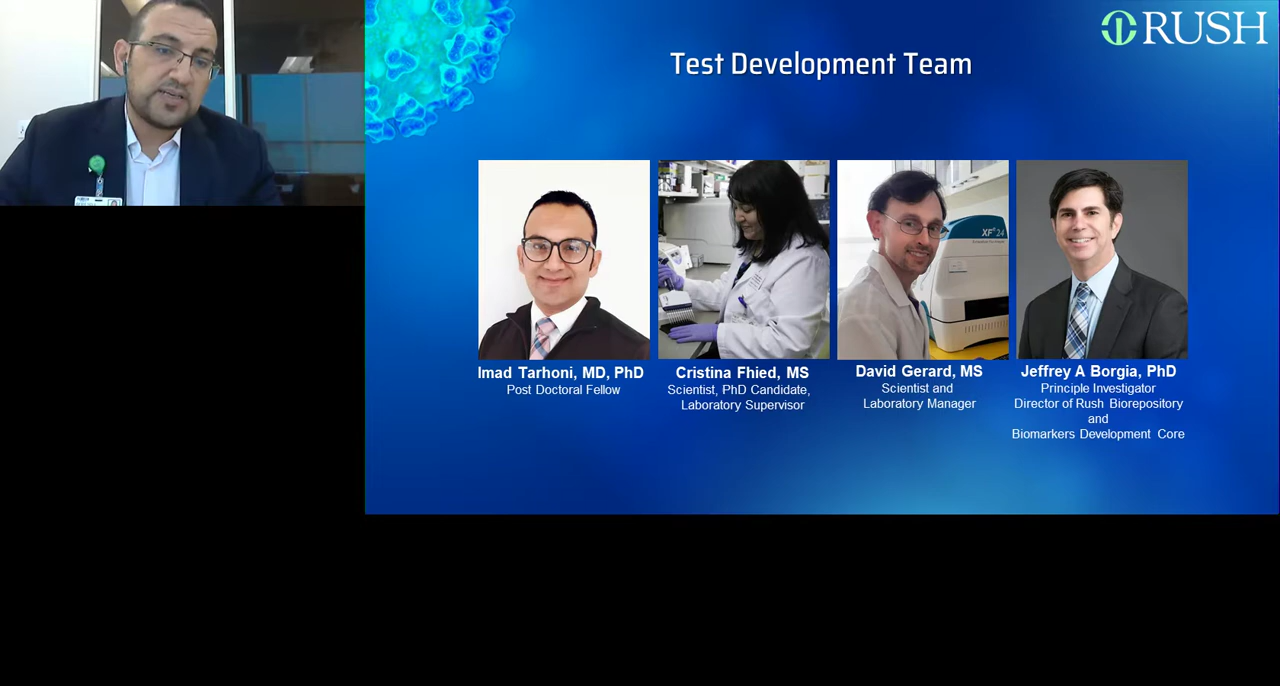 RUSH
Test Development Team
XFe 24
Imad Tarhoni, MD, PhD
Post Doctoral Fellow
Cristina Fhied, MS
Scientist, PhD Candidate,
Laboratory Supervisor
David Gerard, MS
Scientist and
Laboratory Manager
Jeffrey A Borgia, PhD
Principle Investigator
Director of Rush Biorepository
and
Biomarkers Development Core